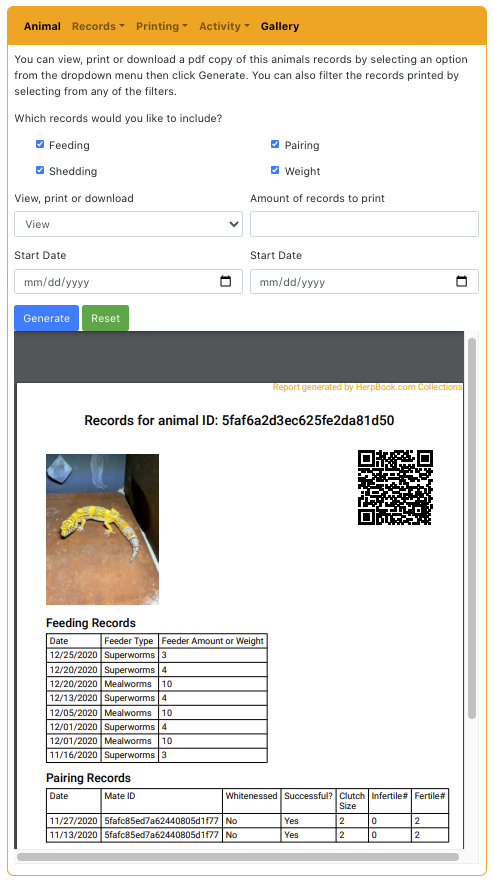 Animal Records Printing Activity Gallery
You can view, print or download a pdf copy of this animals records by selecting an option
from the dropdown menu then click Generate. You can also filter the records printed by
selecting from any of the filters.
Which records would you like to include?
Feeding Pairing
Shedding Weight
View, print or download Amount of records to print
View
Start Date Start Date
mm/dd/yyyy mm/dd/yyyy
Generate Reset
Report generated by HerpBook.com Collections
Records for animal ID: 5faf6a2d3ec625fe2da81d50
Feeding Records
Date Feeder Type Feeder Amount or Weight
12/25/2020 Superworms 3
12/20/2020 Superworms 4
12/20/2020 Mealworms 10
12/13/2020 Superworms 4
12/05/2020 Mealworms 10
12/01/2020 Superworms 4
12/01/2020 Mealworms 10
11/16/2020 Superworms 3
Pairing Records
Date Mate ID Whitenessed Successful? Clutch Size Infertile# Fertile#
11/27/2020 5fafc85ed7a62440805d1f77 No Yes 2 0 2
11/13/2020 5fafc85ed7a62440805d1f77 No Yes 2 0 2